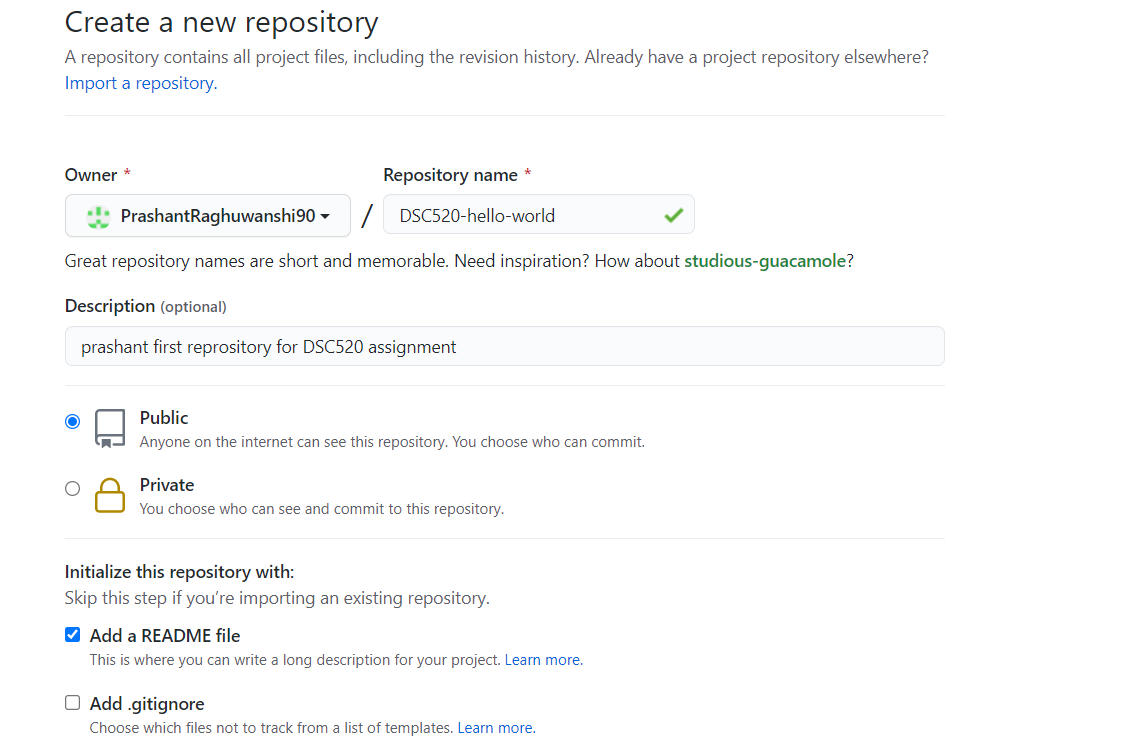 Create a new repository
A repository contains all project files, including the revision history. Already have a project repository elsewhere?
Import a repository.
Owner * Repository name *
PrashantRaghuwanshi90 / DSC520-hello-world
Great repository names are short and memorable. Need inspiration? How about studious-guacamole?
Description (optional)
prashant first reprository for DSC520 assignment
Public
Anyone on the internet can see this repository. You choose who can commit.
Private
You choose who can see and commit to this repository.
Initialize this repository with:
Skip this step if you're importing an existing repository.
Add a README file
This is where you can write a long description for your project. Learn more.
Add .gitignore
Choose which files not to track from a list of templates. Learn more.